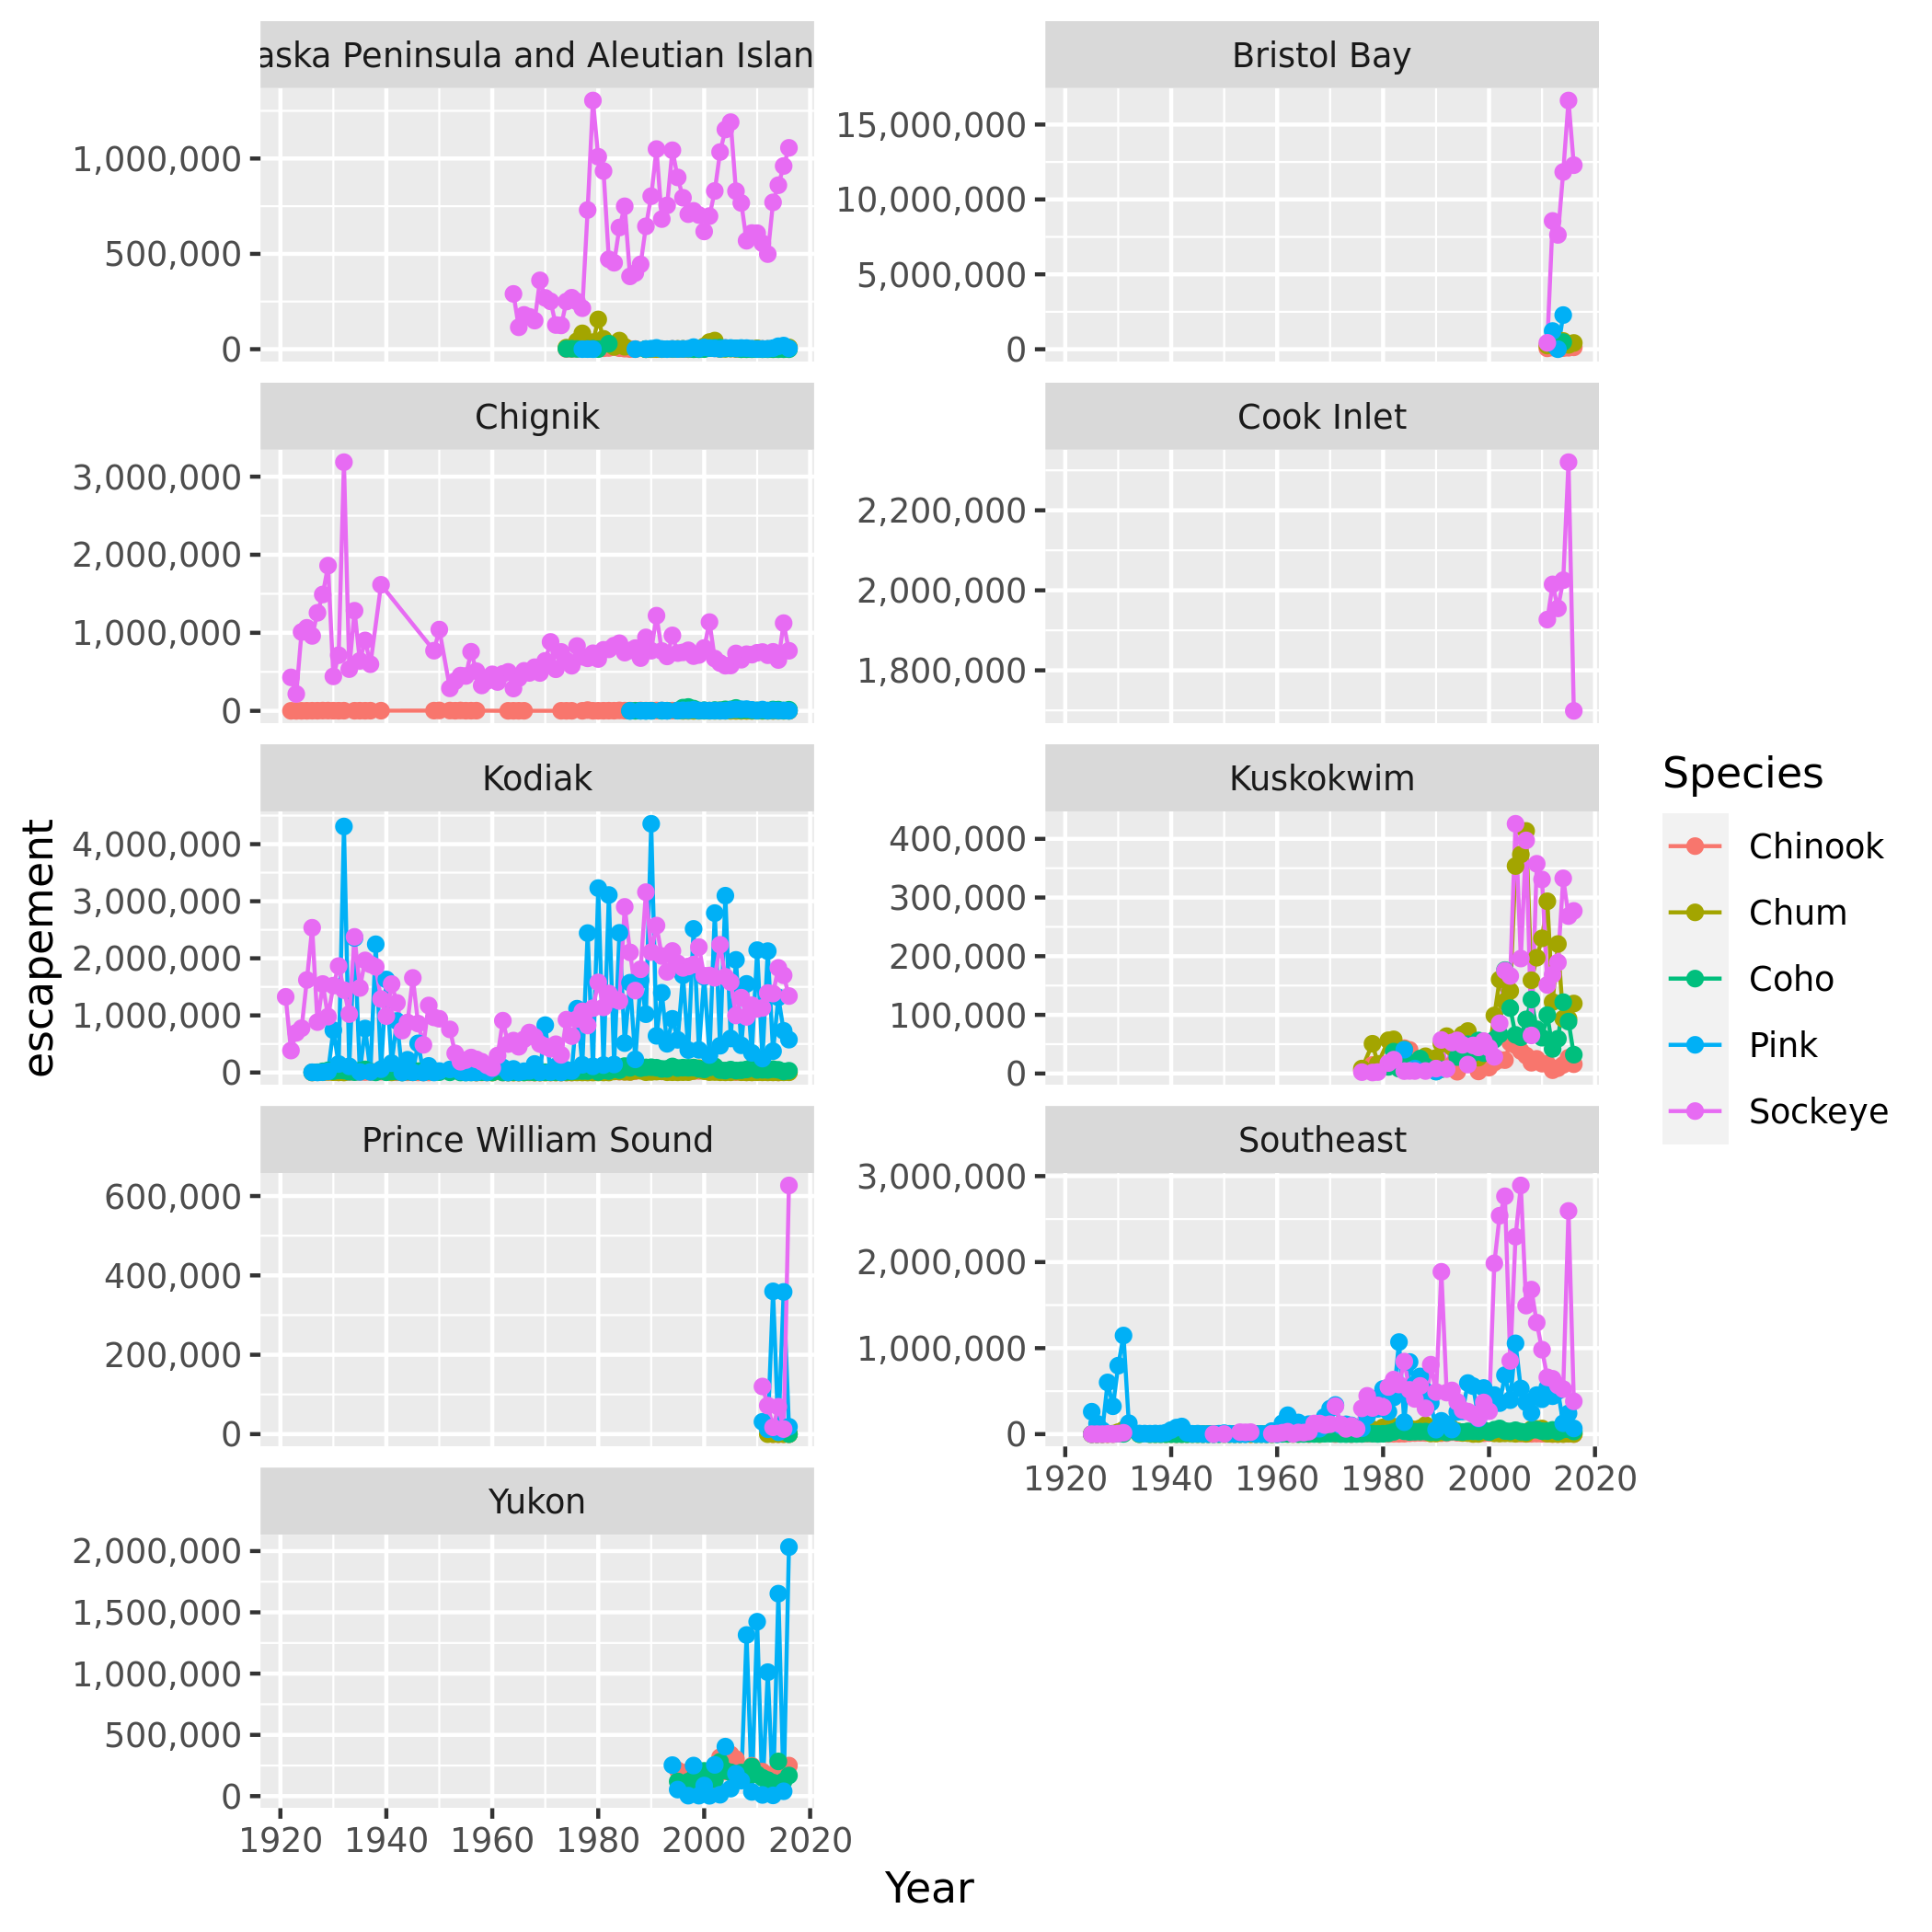 aska Peninsula and Aleutian Islan
1,000,000
500,000
0
Bristol Bay
15,000,000
10,000,000
5,000,000
0
Chignik
3,000,000
2,000,000
1,000,000
0
Cook Inlet
2,200,000
2,000,000
1,800,000
Kodiak
4,000,000
3,000,000
2,000,000
1,000,000
0
Kuskokwim
400,000
300,000
200,000
100,000
0
Prince William Sound
600,000
400,000
200,000
0
Southeast
3,000,000
2,000,000
1,000,000
0
1920 1940 1960 1980 2000 2020
Yukon
2,000,000
1,500,000
1,000,000
500,000
0
1920 1940 1960 1980 2000 2020
Year
escapement
Species
Chinook
Chum
Coho
Pink
Sockeye